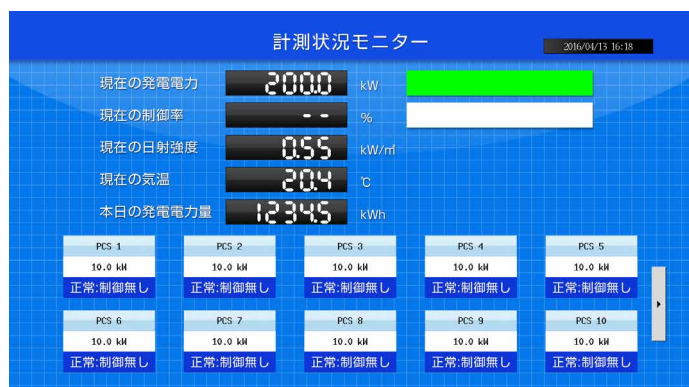 計測状況モニター
2016/04/13 16:18
現在の発電電力 200.0 kW
現在の制御率 -- %
現在の日射強度 0.55 kW/㎡
現在の気温 20.4 ℃
本日の発電電力量 1234.5 kWh
PCS 1 PCS 2 PCS 3 PCS 4 PCS 5
10.0 kW 10.0 kW 10.0 kW 10.0 kW 10.0 kW
正常:制御無し 正常:制御無し 正常:制御無し 正常:制御無し 正常:制御無し
PCS 6 PCS 7 PCS 8 PCS 9 PCS 10
10.0 kW 10.0 kW 10.0 kW 10.0 kW 10.0 kW
正常:制御無し 正常:制御無し 正常:制御無し 正常:制御無し 正常:制御無し